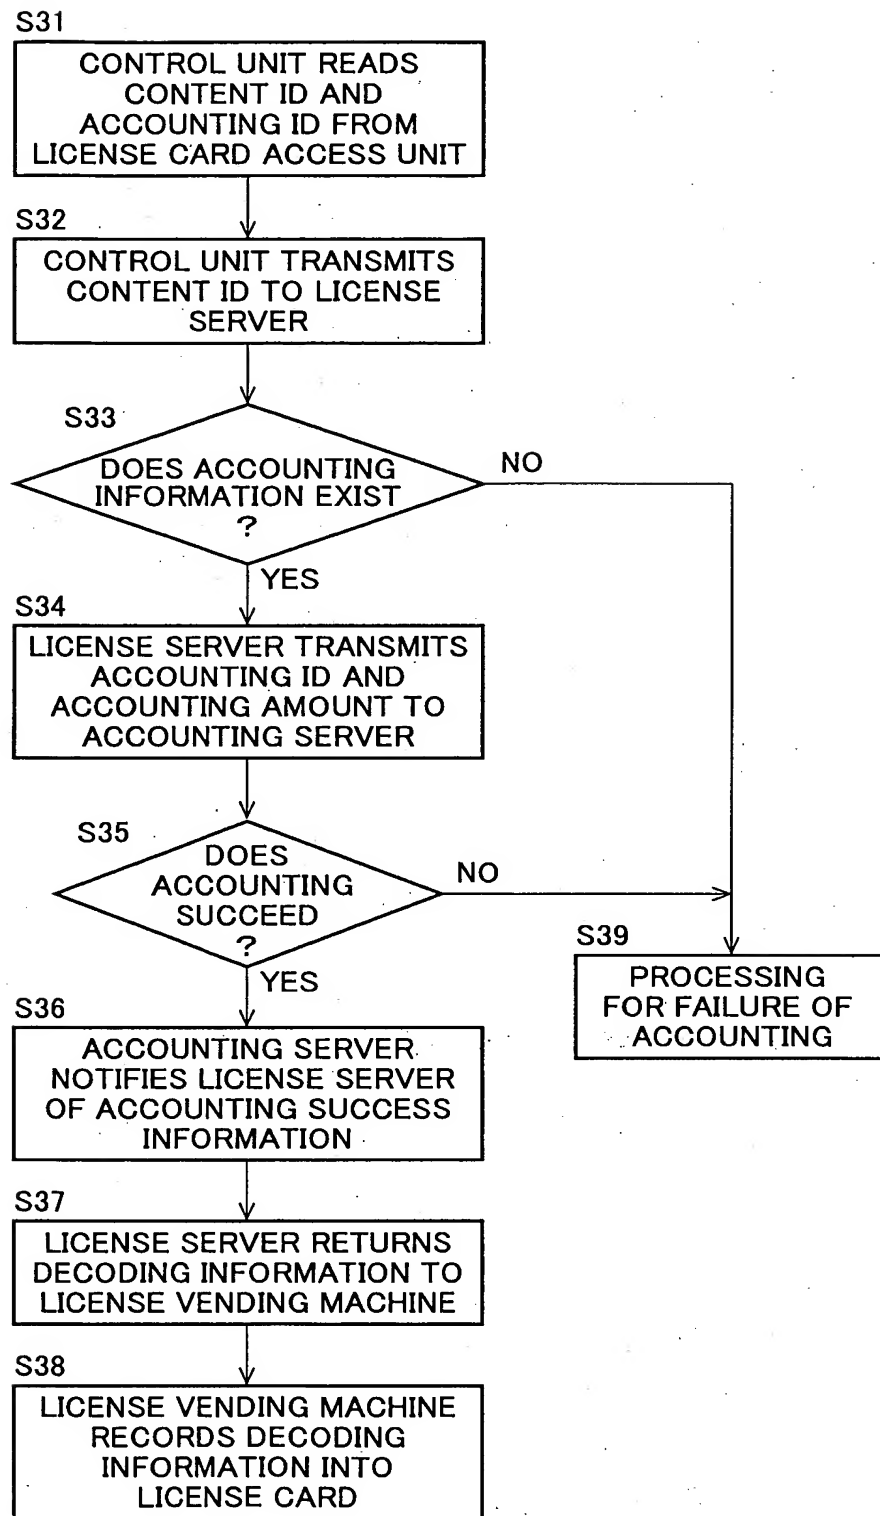 S31
CONTROL UNIT READS
CONTENT ID AND
ACCOUNTING ID FROM
LICENSE CARD ACCESS UNIT
S32
CONTROL UNIT TRANSMITS
CONTENT ID TO LICENSE
SERVER
S33
DOES ACCOUNTING
INFORMATION EXIST
?
NO
YES
S34
LICENSE SERVER TRANSMITS
ACCOUNTING ID AND
ACCOUNTING AMOUNT TO
ACCOUNTING SERVER
S35
DOES
ACCOUNTING
SUCCEED
?
NO
YES
S39
PROCESSING
FOR FAILURE OF
ACCOUNTING
S36
ACCOUNTING SERVER
NOTIFIES LICENSE SERVER
OF ACCOUNTING SUCCESS
INFORMATION
S37
LICENSE SERVER RETURNS
DECODING INFORMATION TO
LICENSE VENDING MACHINE
S38
LICENSE VENDING MACHINE
RECORDS DECODING
INFORMATION INTO
LICENSE CARD